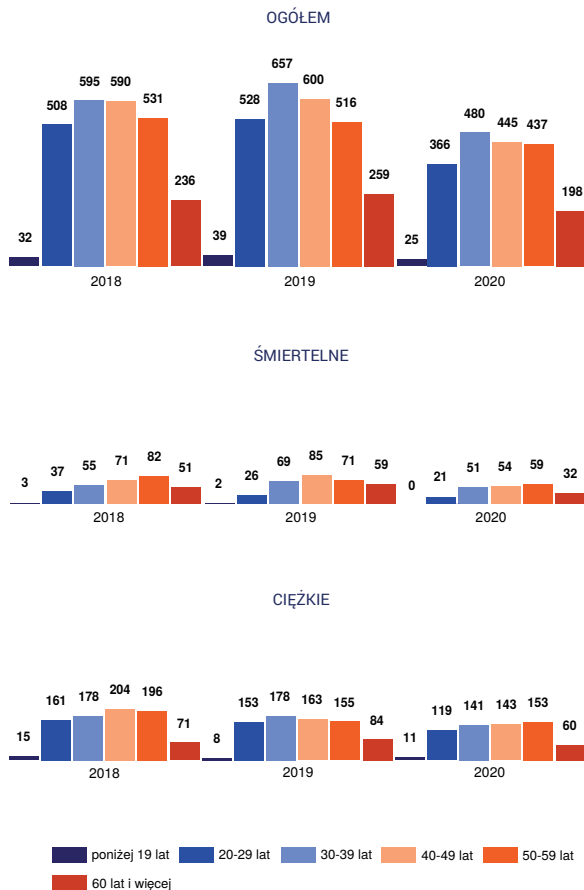 OGÓŁEM
32 508 595 590 531 236 39 528 657 600 516 259 25 366 480 445 437 198
2018 2019 2020
ŚMIERTELNE
3 37 55 71 82 51 2 26 69 85 71 59 0 21 51 54 59 32
2018 2019 2020
CIĘŻKIE
15 161 178 204 196 71 8 153 178 163 155 84 11 119 141 143 153 60
2018 2019 2020
poniżej 19 lat 20-29 lat 30-39 lat 40-49 lat 50-59 lat
60 lat i więcej